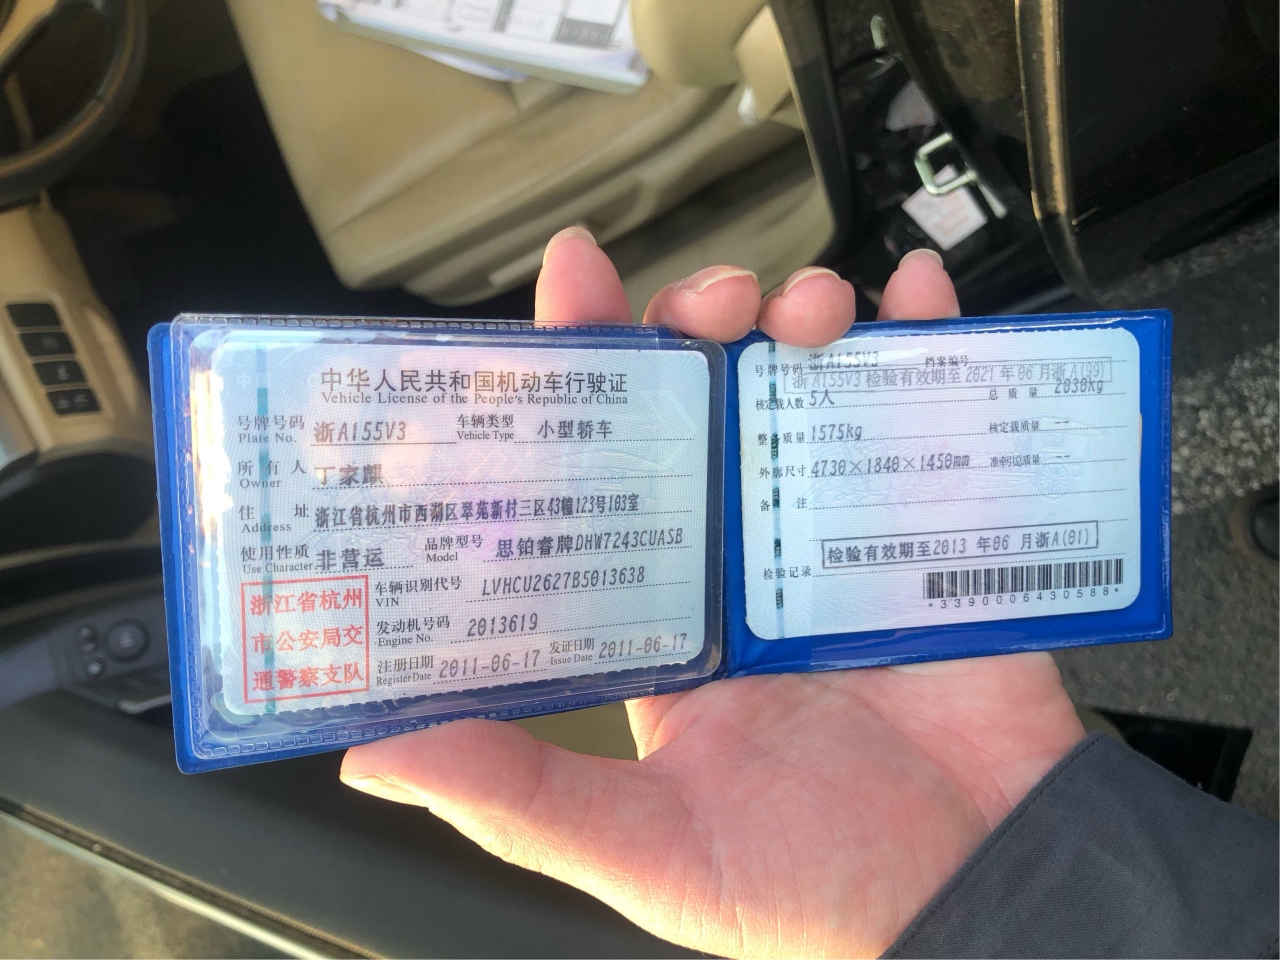 中华人民共和国机动车行驶证
Vehicle License of the People's Republic of China
号牌号码 浙A155V3 车辆类型 小型轿车
Plate No. Vehicle Type
所有人 丁家麒
Owner
住址 浙江省杭州市西湖区翠苑新村三区43幢123号103室
Address
使用性质 非营运 品牌型号 思铂睿牌DHW7243CUASB
Use Character Model
浙江省杭州
市公安局交
通警察支队
车辆识别代号 LVHCU2627B5013638
VIN
发动机号码 2013619
Engine No.
注册日期 2011-06-17 发证日期 2011-06-17
Register Date Issue Date
号牌号码 浙A155V3 档案编号
浙A155V3 检验有效期至2021年06月浙A(99)
核定载人数 5人 总质量 2030kg
整备质量 1575kg 核定载质量 --
外廓尺寸 4730×1840×1450 准牵引总质量 --
备注
检验有效期至2013 年06 月浙A(01)
检验记录
*3390006430588*